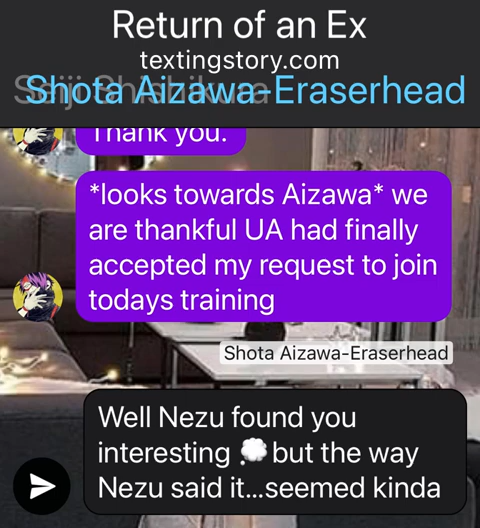 Return of an Ex
textingstory.com
Seiji Shishikura
Shota Aizawa-Eraserhead
Thank you.
*looks towards Aizawa* we
are thankful UA had finally
accepted my request to join
todays training
Shota Aizawa-Eraserhead
Well Nezu found you
interesting 💭but the way
Nezu said it...seemed kinda